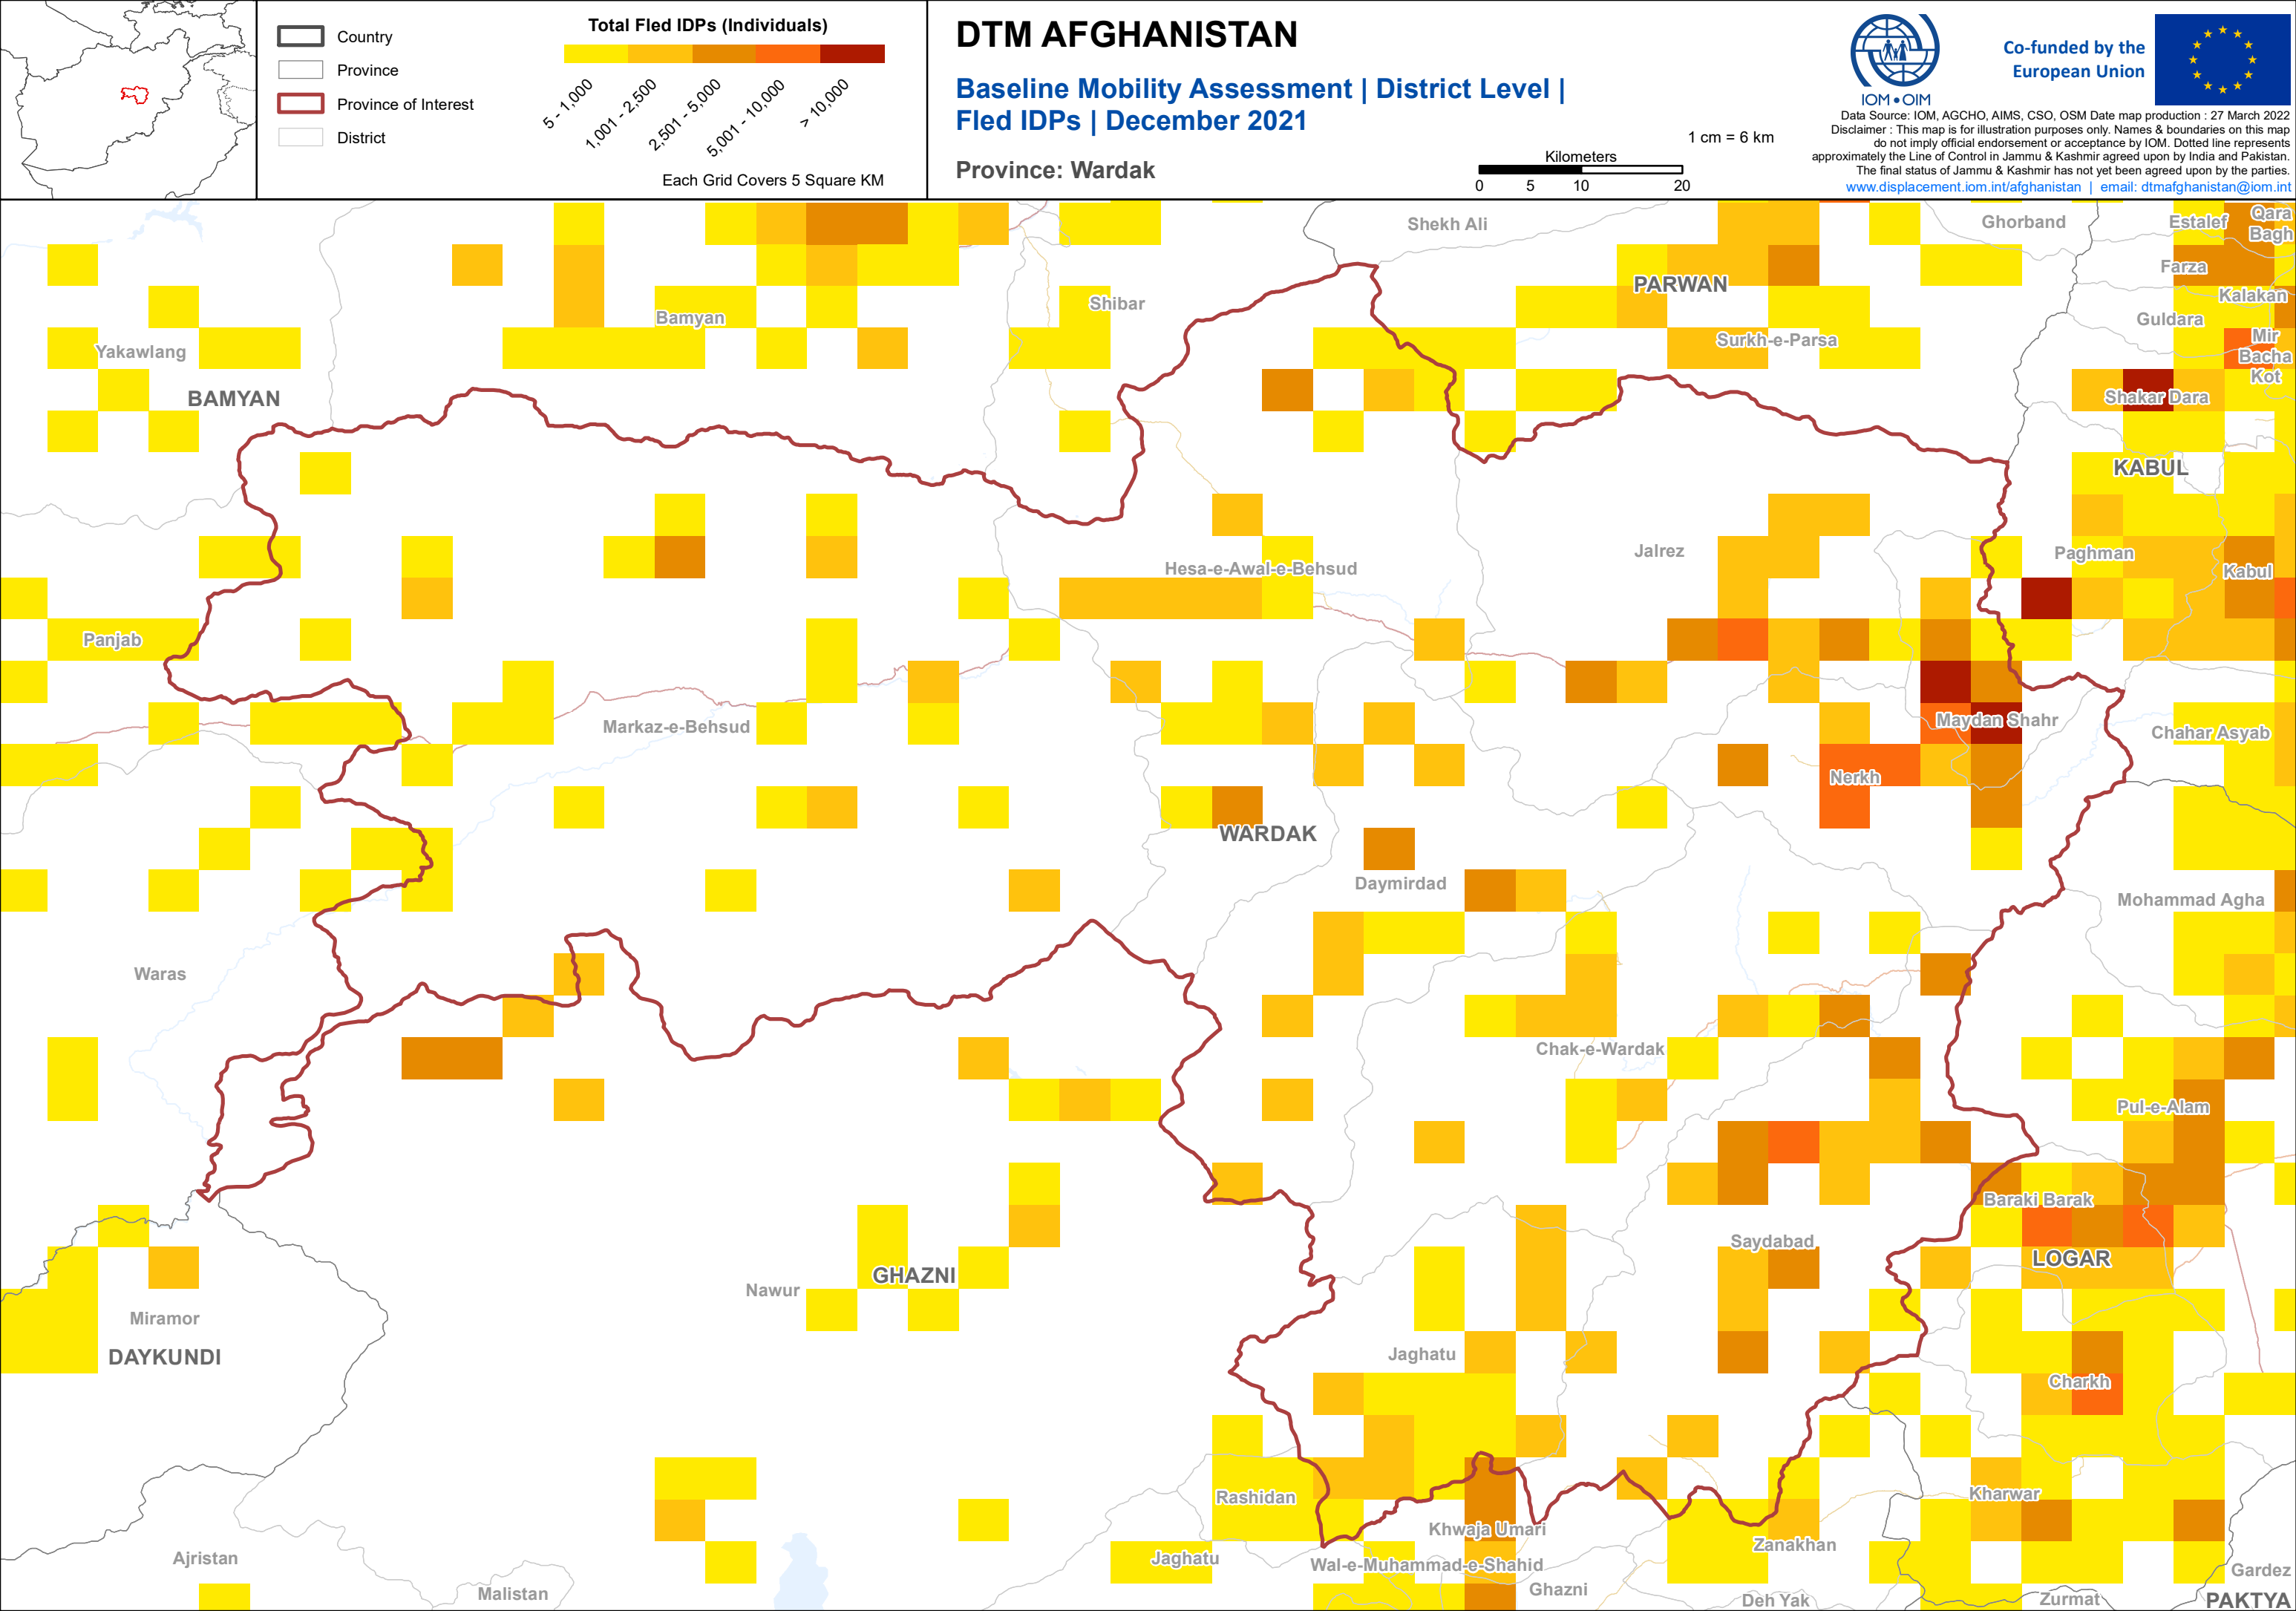 Country
Province
Province of Interest
District
Total Fled IDPs (Individuals)
5 - 1,000
1,001 - 2,500
2,501 - 5,000
5,001 - 10,000
> 10,000
Each Grid Covers 5 Square KM
DTM AFGHANISTAN
Baseline Mobility Assessment | District Level |
Fled IDPs | December 2021
Province: Wardak
1 cm = 6 km
Kilometers
0 5 10 20
IOM • OIM
Co-funded by the
European Union
Data Source: IOM, AGCHO, AIMS, CSO, OSM Date map production : 27 March 2022
Disclaimer : This map is for illustration purposes only. Names & boundaries on this map
do not imply official endorsement or acceptance by IOM. Dotted line represents
approximately the Line of Control in Jammu & Kashmir agreed upon by India and Pakistan.
The final status of Jammu & Kashmir has not yet been agreed upon by the parties.
www.displacement.iom.int/afghanistan | email: dtmafghanistan@iom.int
Shekh Ali
Ghorband
Estalef
Qara
Bagh
Farza
PARWAN
Kalakan
Shibar
Bamyan
Guldara
Surkh-e-Parsa
Mir
Bacha
Kot
Yakawlang
BAMYAN
Shakar Dara
KABUL
Jalrez
Paghman
Hesa-e-Awal-e-Behsud
Kabul
Panjab
Markaz-e-Behsud
Maydan Shahr
Chahar Asyab
Nerkh
WARDAK
Daymirdad
Mohammad Agha
Waras
Chak-e-Wardak
Pul-e-Alam
Baraki Barak
Saydabad
LOGAR
GHAZNI
Nawur
Miramor
DAYKUNDI
Jaghatu
Charkh
Rashidan
Kharwar
Khwaja Umari
Zanakhan
Ajristan
Jaghatu
Wal-e-Muhammad-e-Shahid
Gardez
Malistan
Ghazni
Deh Yak
Zurmat
PAKTYA